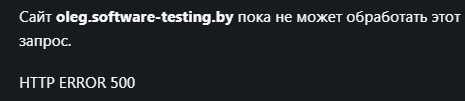 Сайт oleg.software-testing.by пока не может обработать этот
запрос.
HTTP ERROR 500